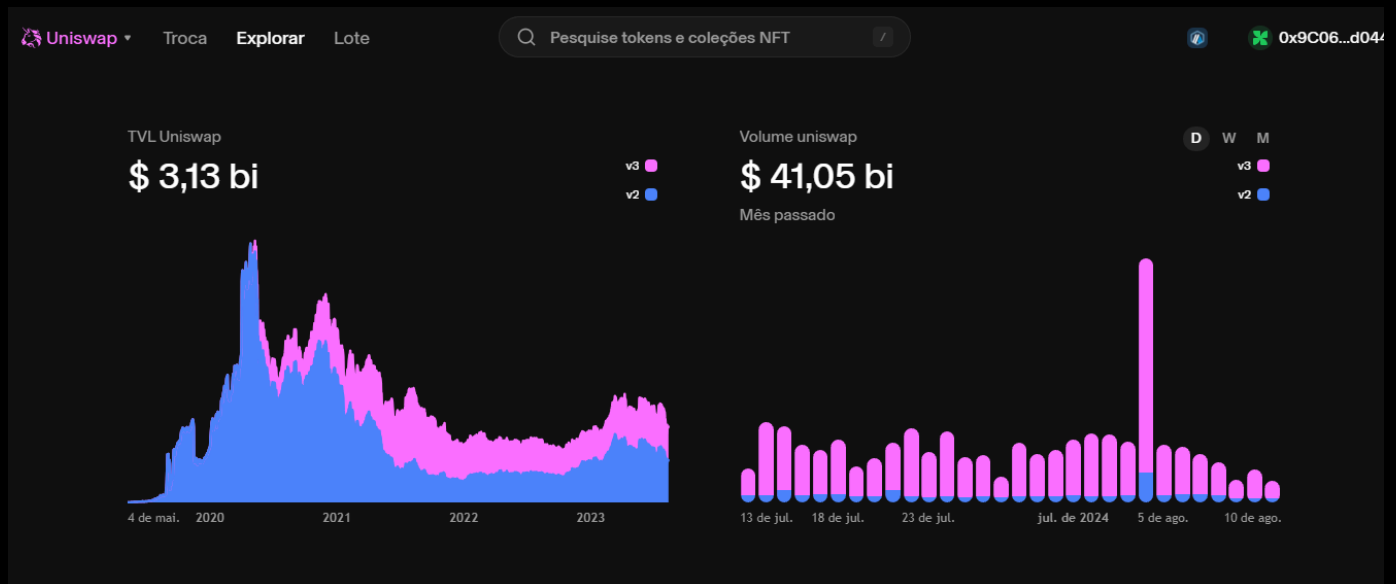 Uniswap Troca Explorar Lote Pesquise tokens e coleções NFT / 0x9C06...d044
TVL Uniswap
$ 3,13 bi
v3
v2
4 de mai. 2020 2021 2022 2023
Volume uniswap
D W M
$ 41,05 bi
v3
v2
Mês passado
13 de jul. 18 de jul. 23 de jul. jul. de 2024 5 de ago. 10 de ago.